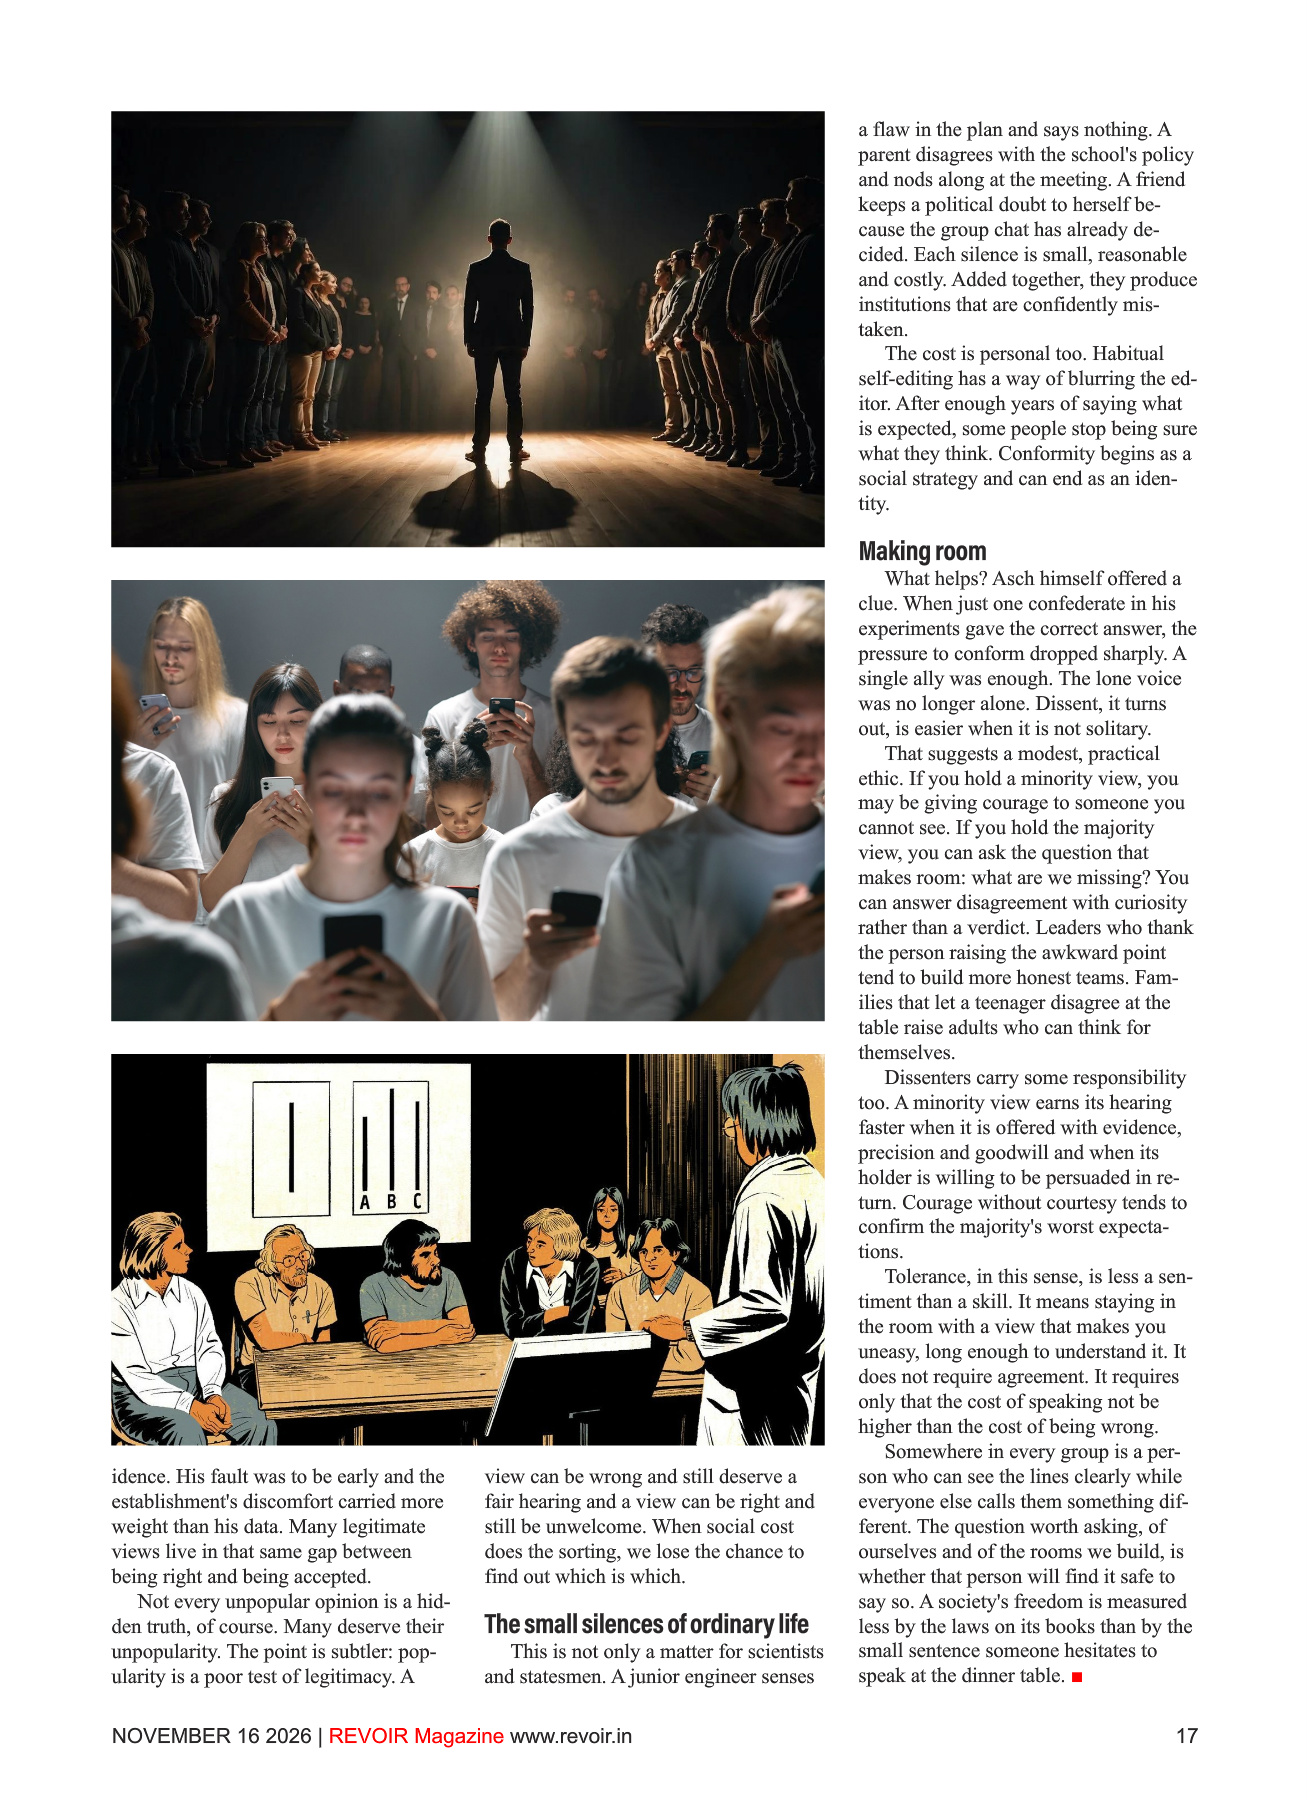 A B C
idence. His fault was to be early and the
establishment's discomfort carried more
weight than his data. Many legitimate
views live in that same gap between
being right and being accepted.
Not every unpopular opinion is a hid-
den truth, of course. Many deserve their
unpopularity. The point is subtler: pop-
ularity is a poor test of legitimacy. A
view can be wrong and still deserve a
fair hearing and a view can be right and
still be unwelcome. When social cost
does the sorting, we lose the chance to
find out which is which.
The small silences of ordinary life
This is not only a matter for scientists
and statesmen. A junior engineer senses
a flaw in the plan and says nothing. A
parent disagrees with the school's policy
and nods along at the meeting. A friend
keeps a political doubt to herself be-
cause the group chat has already de-
cided. Each silence is small, reasonable
and costly. Added together, they produce
institutions that are confidently mis-
taken.
The cost is personal too. Habitual
self-editing has a way of blurring the ed-
itor. After enough years of saying what
is expected, some people stop being sure
what they think. Conformity begins as a
social strategy and can end as an iden-
tity.
Making room
What helps? Asch himself offered a
clue. When just one confederate in his
experiments gave the correct answer, the
pressure to conform dropped sharply. A
single ally was enough. The lone voice
was no longer alone. Dissent, it turns
out, is easier when it is not solitary.
That suggests a modest, practical
ethic. If you hold a minority view, you
may be giving courage to someone you
cannot see. If you hold the majority
view, you can ask the question that
makes room: what are we missing? You
can answer disagreement with curiosity
rather than a verdict. Leaders who thank
the person raising the awkward point
tend to build more honest teams. Fam-
ilies that let a teenager disagree at the
table raise adults who can think for
themselves.
Dissenters carry some responsibility
too. A minority view earns its hearing
faster when it is offered with evidence,
precision and goodwill and when its
holder is willing to be persuaded in re-
turn. Courage without courtesy tends to
confirm the majority's worst expecta-
tions.
Tolerance, in this sense, is less a sen-
timent than a skill. It means staying in
the room with a view that makes you
uneasy, long enough to understand it. It
does not require agreement. It requires
only that the cost of speaking not be
higher than the cost of being wrong.
Somewhere in every group is a per-
son who can see the lines clearly while
everyone else calls them something dif-
ferent. The question worth asking, of
ourselves and of the rooms we build, is
whether that person will find it safe to
say so. A society's freedom is measured
less by the laws on its books than by the
small sentence someone hesitates to
speak at the dinner table.
NOVEMBER 16 2026 | REVOIR Magazine www.revoir.in
17